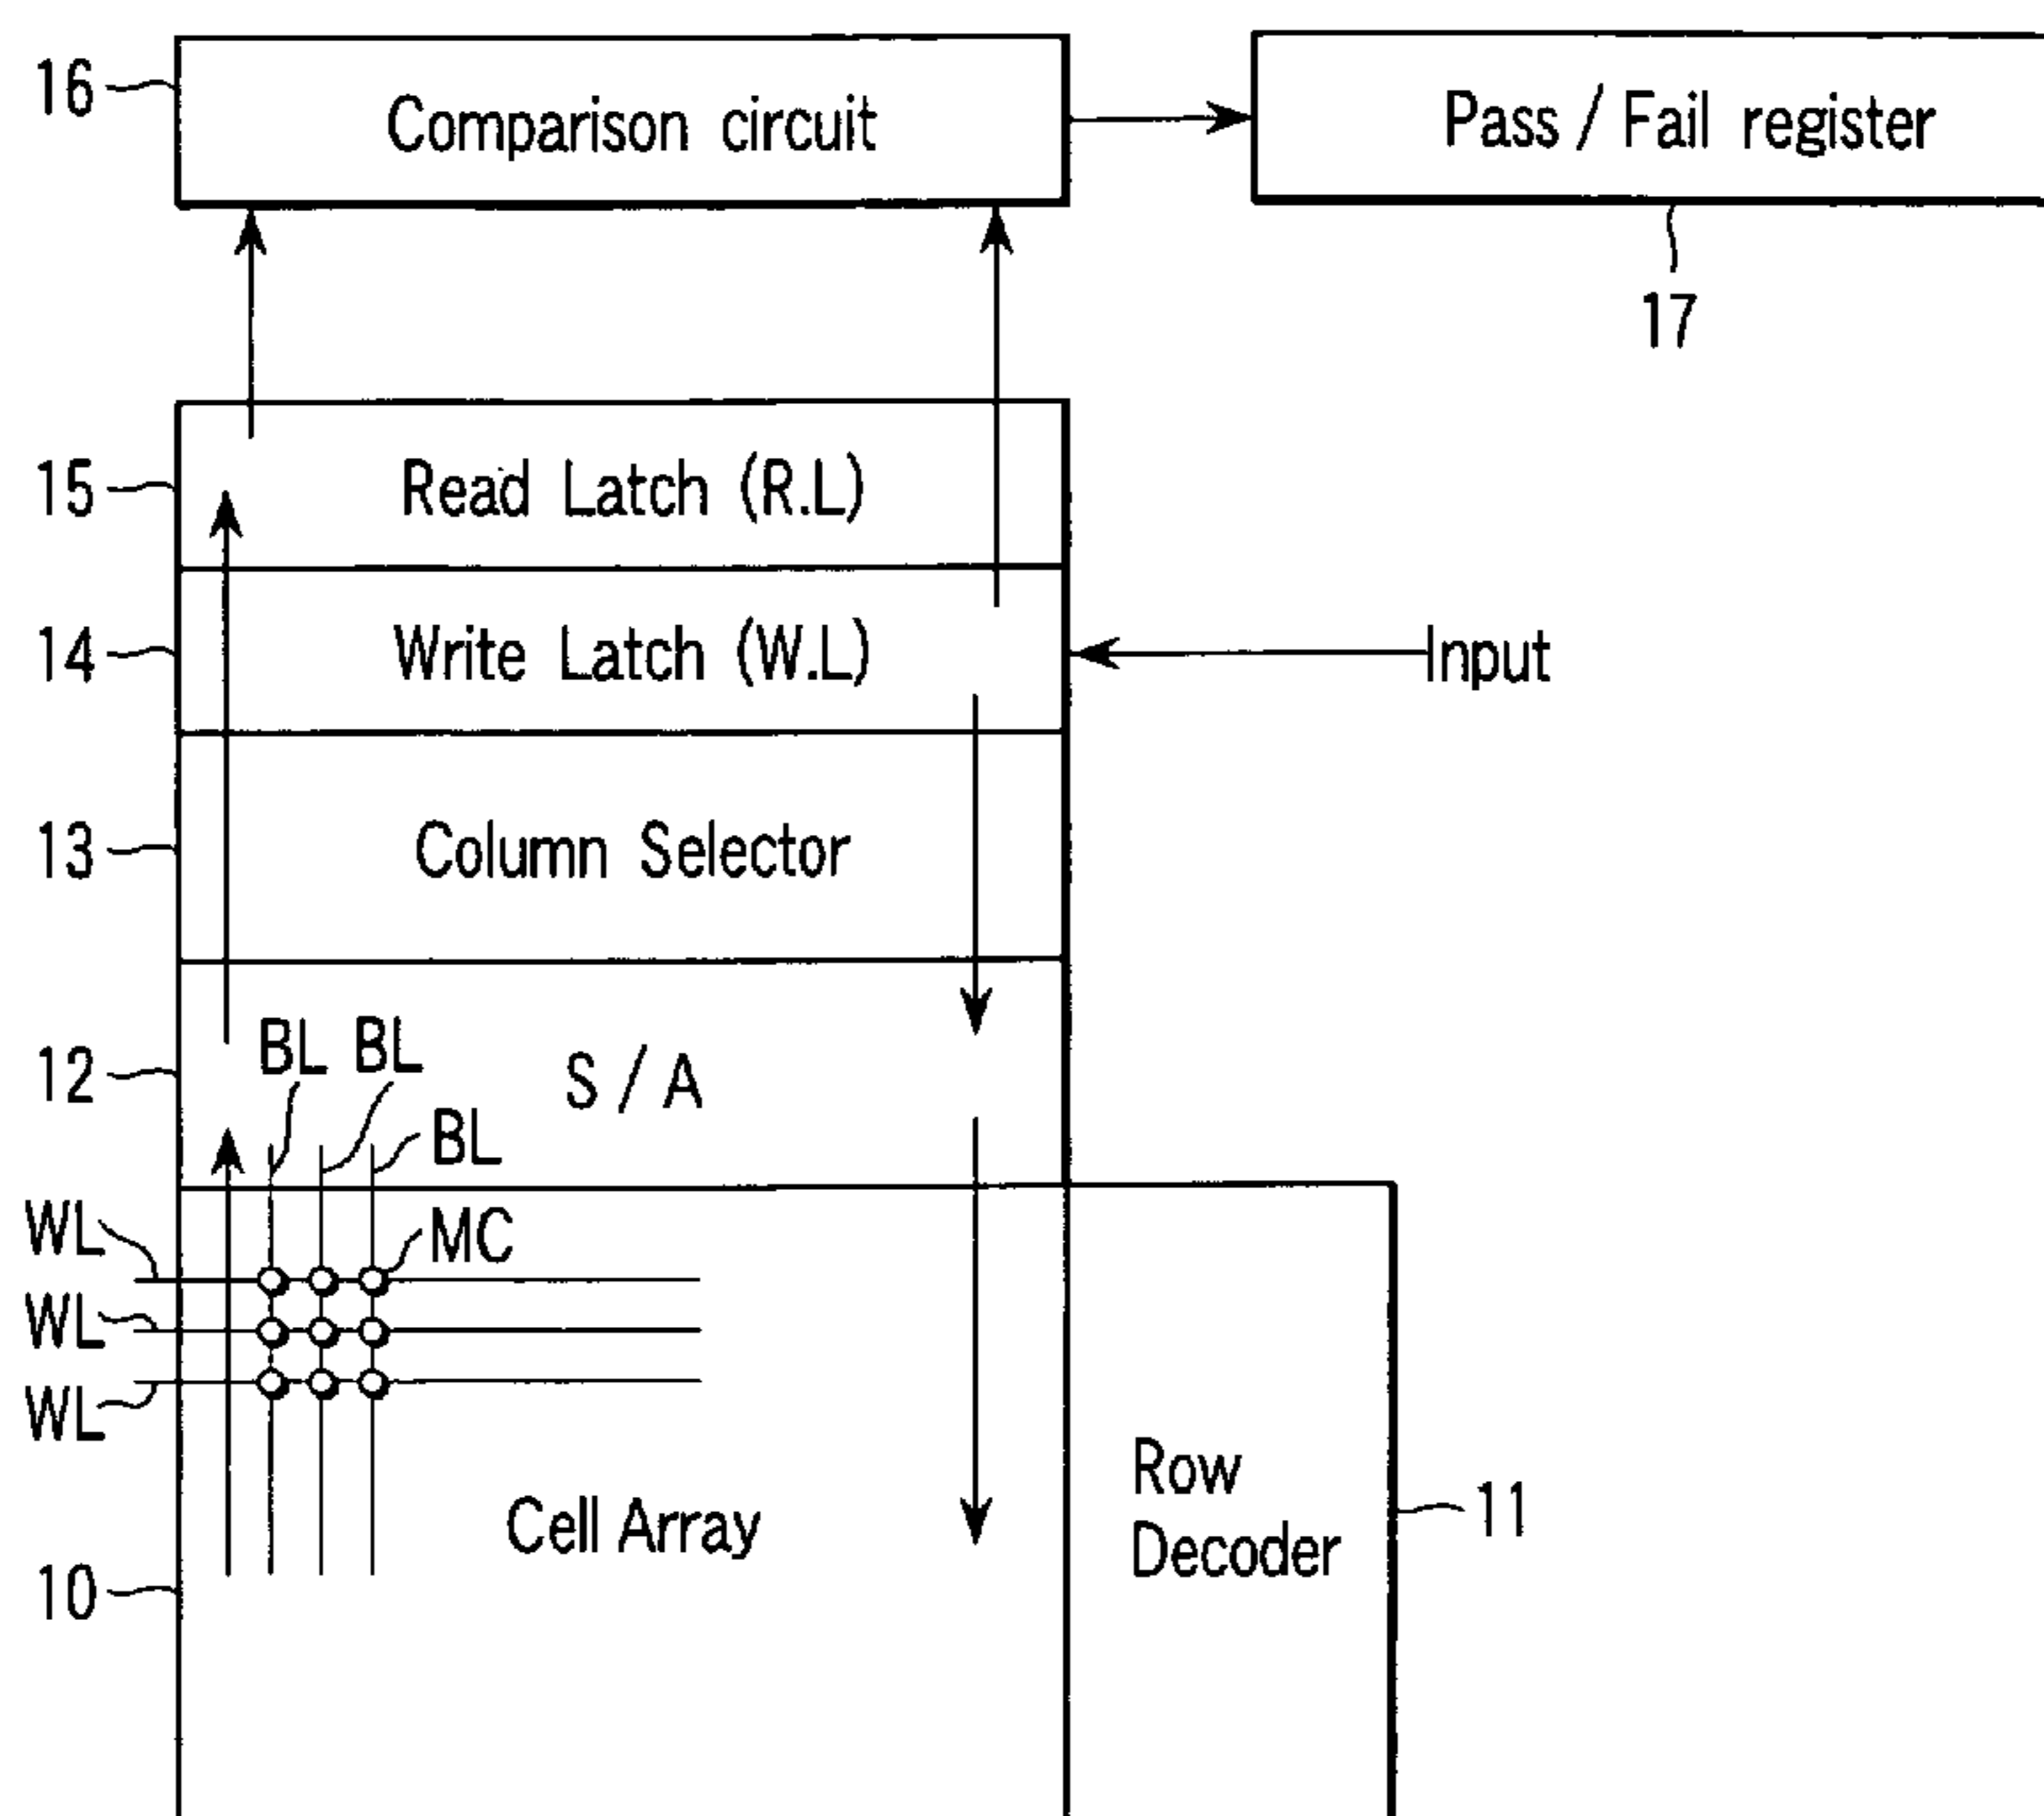 16
Comparison circuit
Pass / Fail register
17
15
Read Latch (R.L)
14
Write Latch (W.L)
Input
13
Column Selector
12
BL
BL
S / A
BL
WL
MC
WL
WL
Row
Decoder
11
Cell Array
10